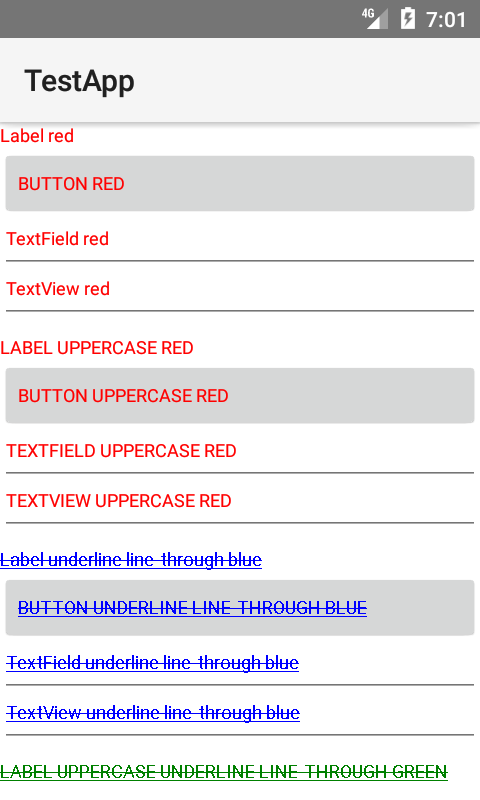 4G 7:01
TestApp
Label red
BUTTON RED
TextField red
TextView red
LABEL UPPERCASE RED
BUTTON UPPERCASE RED
TEXTFIELD UPPERCASE RED
TEXTVIEW UPPERCASE RED
Label underline line-through blue
BUTTON UNDERLINE LINE-THROUGH BLUE
TextField underline line-through blue
TextView underline line-through blue
LABEL UPPERCASE UNDERLINE LINE-THROUGH GREEN